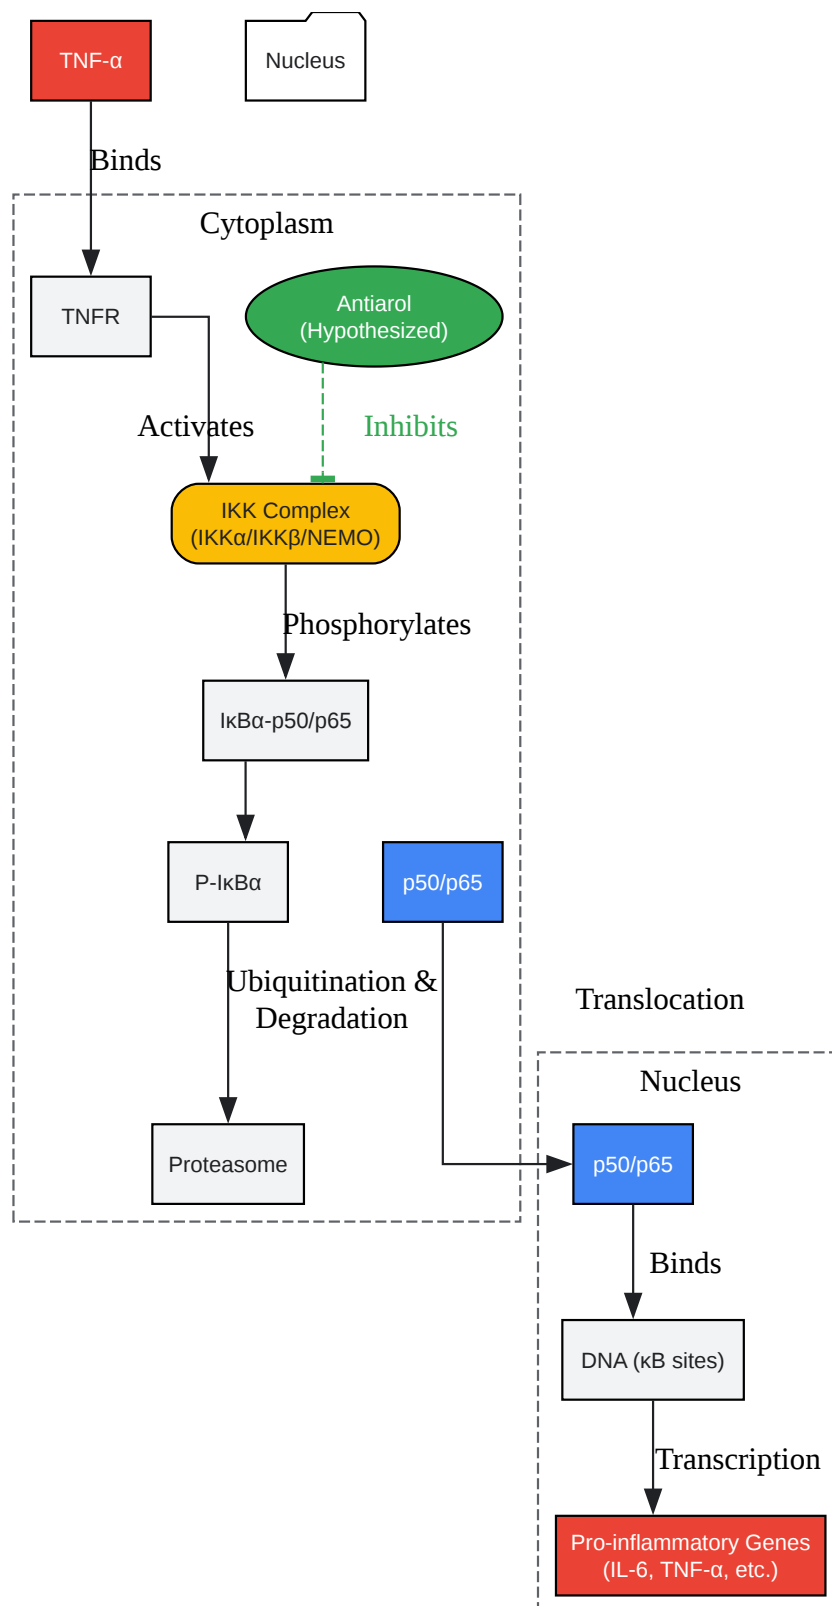 TNF-α
Nucleus
Binds
Cytoplasm
TNFR
Antiarol
(Hypothesized)
Activates
Inhibits
IKK Complex
(IKKα/IKKβ/NEMO)
Phosphorylates
IκBα-p50/p65
P-IκBα
p50/p65
Ubiquitination &
Degradation
Translocation
Nucleus
Proteasome
p50/p65
Binds
DNA (κB sites)
Transcription
Pro-inflammatory Genes
(IL-6, TNF-α, etc.)